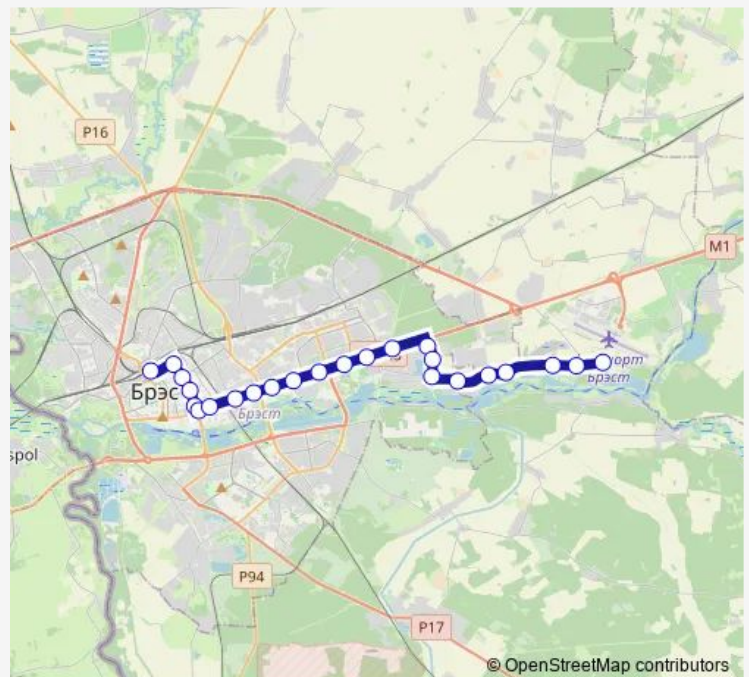 P16
M1
Брэс
Брэст
порт
Брэст
spol
P94
P17
© OpenStreetMap contributors